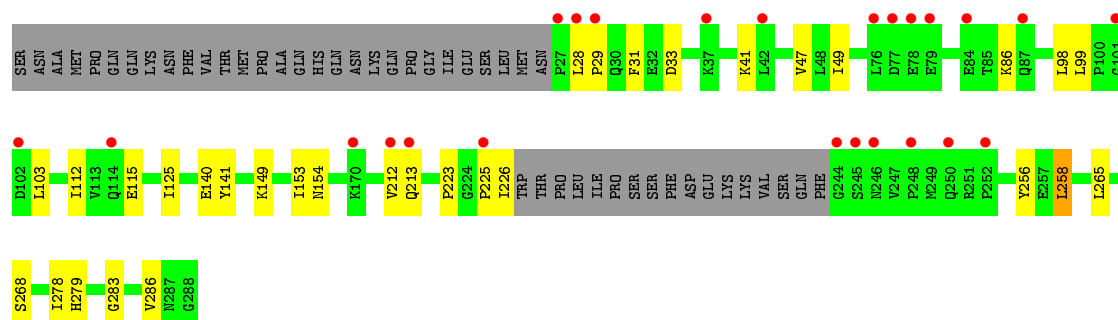 SER ASN ALA MET PRO GLN GLN LYS ASN PHE VAL THR MET PRO ALA GLN HIS GLN ASN LYS GLN PRO GLY ILE GLU SER LEU MET ASN P27 L28 P29 Q30 F31 E32 D33 K37 K41 L42 V47 L48 I49 L76 D77 E78 E79 E84 T85 K86 Q87 L98 L99 P100 G101
D102 L103 I112 V113 Q114 E115 I125 E140 Y141 K149 I153 N154 K170 V212 Q213 P223 G224 P225 I226 TRP THR PRO LEU ILE PRO SER SER PHE ASP GLU LYS LYS VAL SER GLN PHE G244 S245 N246 V247 P248 M249 Q250 R251 P252 Y256 E257 L258 L265
S268 I278 H279 G283 V286 N287 G288